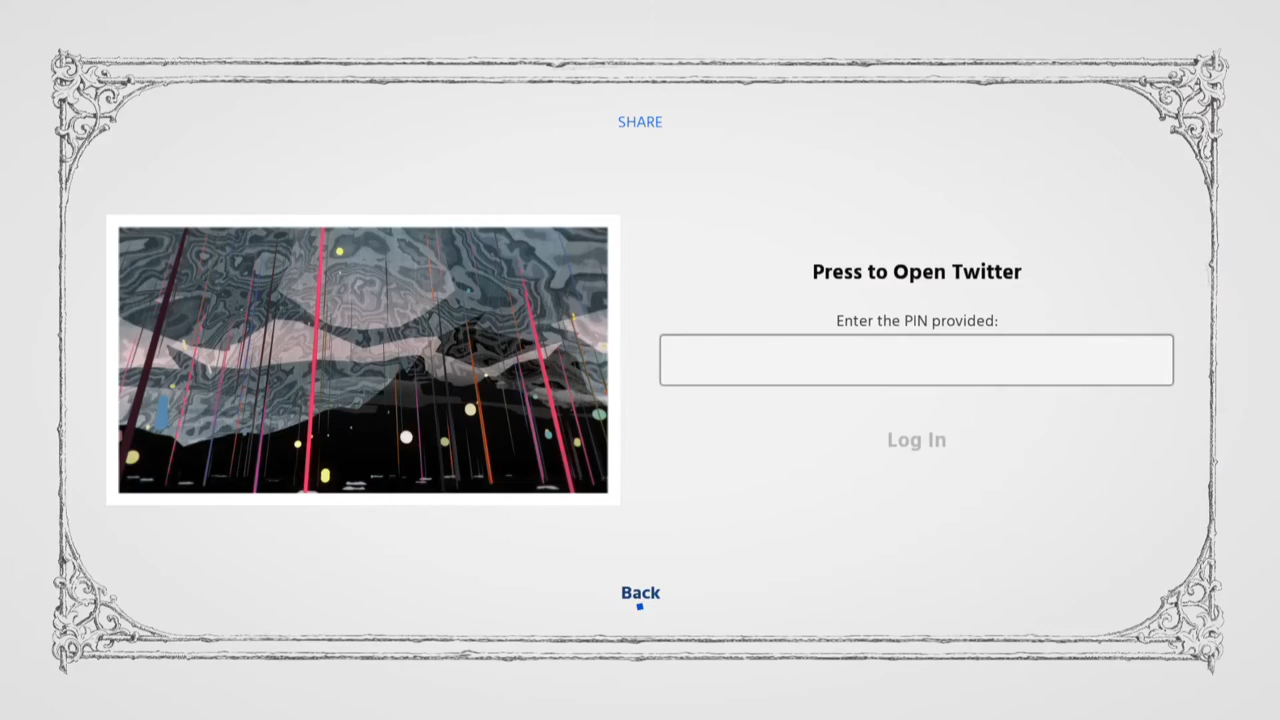 SHARE
Press to Open Twitter
Enter the PIN provided:
Log In
Back